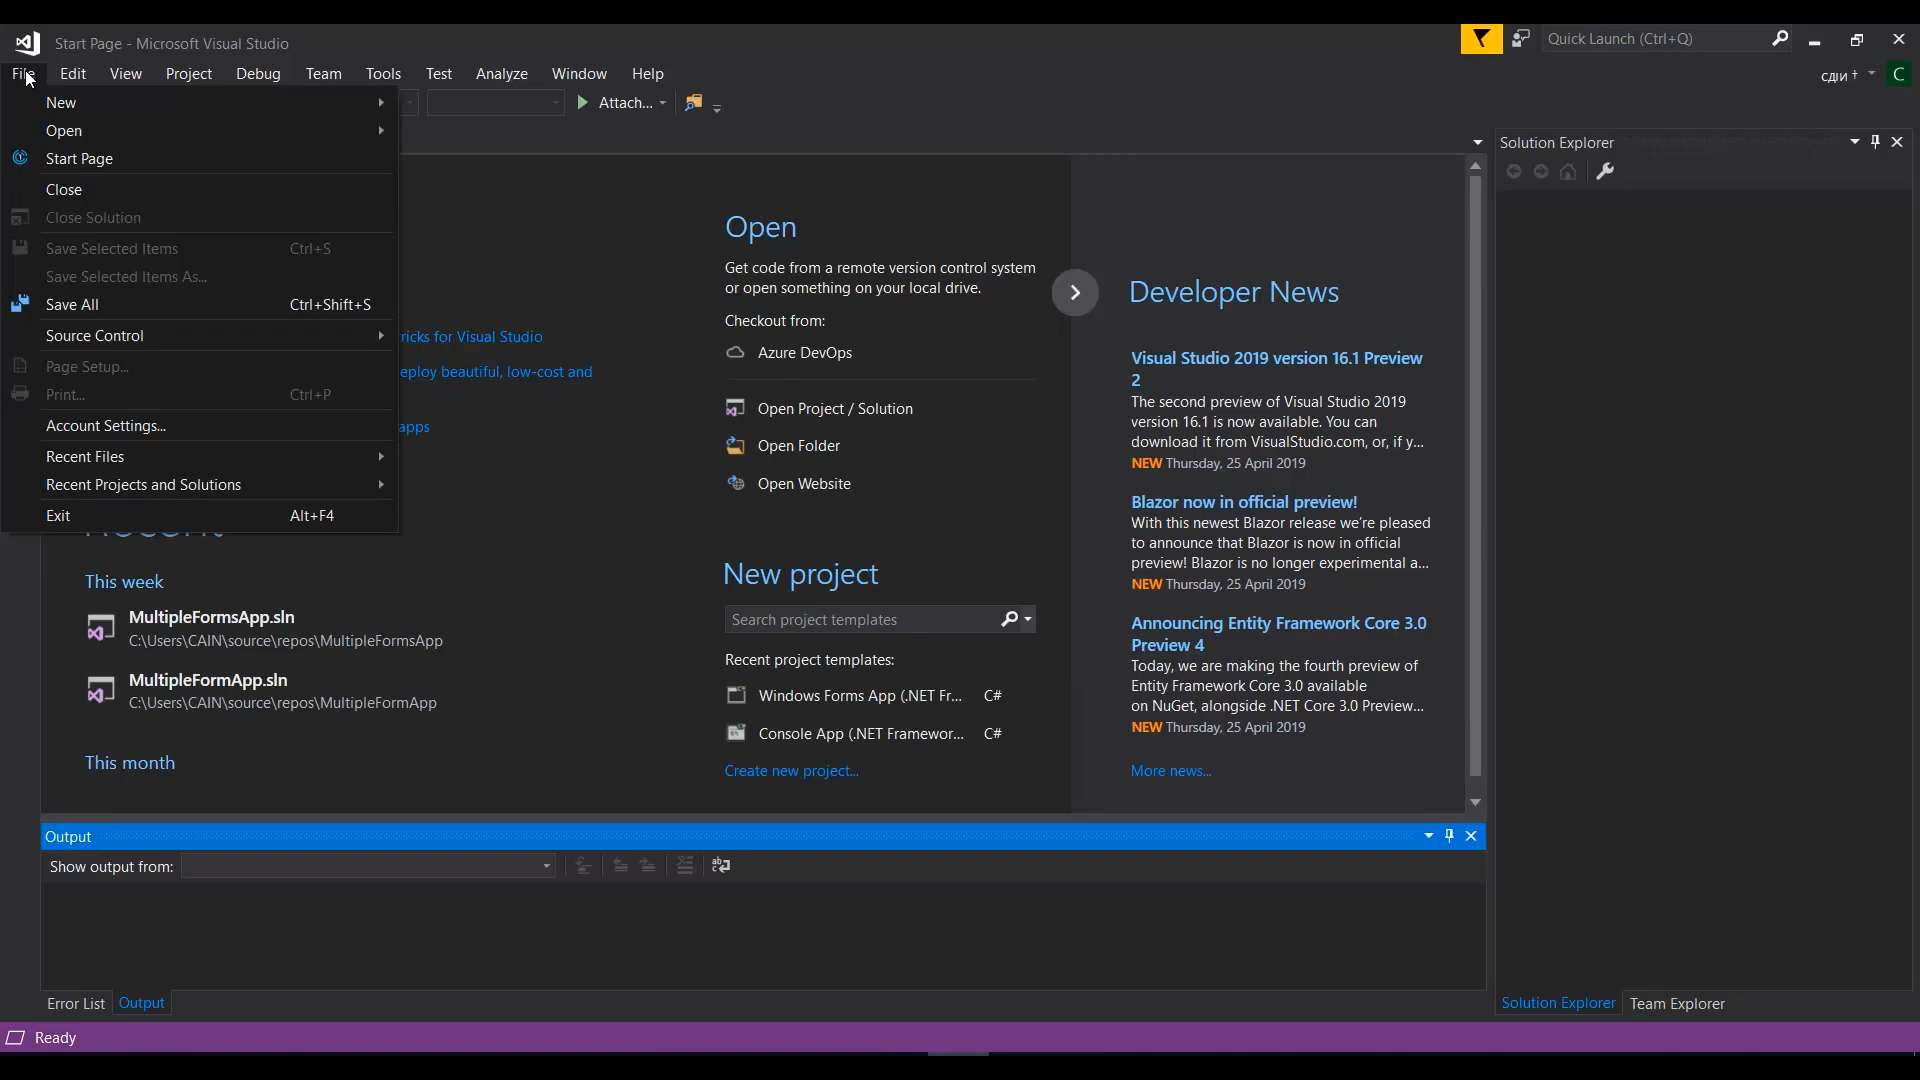 Start Page - Microsoft Visual Studio
Quick Launch (Ctrl+Q)
File Edit View Project Debug Team Tools Test Analyze Window Help
СДІИ † C
New
Attach...
Open
Start Page
Close
Close Solution
Save Selected Items Ctrl+S
Save Selected Items As...
Save All Ctrl+Shift+S
Source Control
Page Setup...
Print... Ctrl+P
Account Settings...
Recent Files
Recent Projects and Solutions
Exit Alt+F4
ricks for Visual Studio
eploy beautiful, low-cost and
apps
Recent
This week
MultipleFormsApp.sln
C:\Users\CAIN\source\repos\MultipleFormsApp
MultipleFormApp.sln
C:\Users\CAIN\source\repos\MultipleFormApp
This month
Open
Get code from a remote version control system
or open something on your local drive.
Checkout from:
Azure DevOps
Open Project / Solution
Open Folder
Open Website
New project
Search project templates
Recent project templates:
Windows Forms App (.NET Fr... C#
Console App (.NET Framewor... C#
Create new project...
Developer News
Visual Studio 2019 version 16.1 Preview
2
The second preview of Visual Studio 2019
version 16.1 is now available. You can
download it from VisualStudio.com, or, if y...
NEW Thursday, 25 April 2019
Blazor now in official preview!
With this newest Blazor release we're pleased
to announce that Blazor is now in official
preview! Blazor is no longer experimental a...
NEW Thursday, 25 April 2019
Announcing Entity Framework Core 3.0
Preview 4
Today, we are making the fourth preview of
Entity Framework Core 3.0 available
on NuGet, alongside .NET Core 3.0 Preview...
NEW Thursday, 25 April 2019
More news...
Solution Explorer
Output
Show output from:
Error List Output
Solution Explorer Team Explorer
Ready